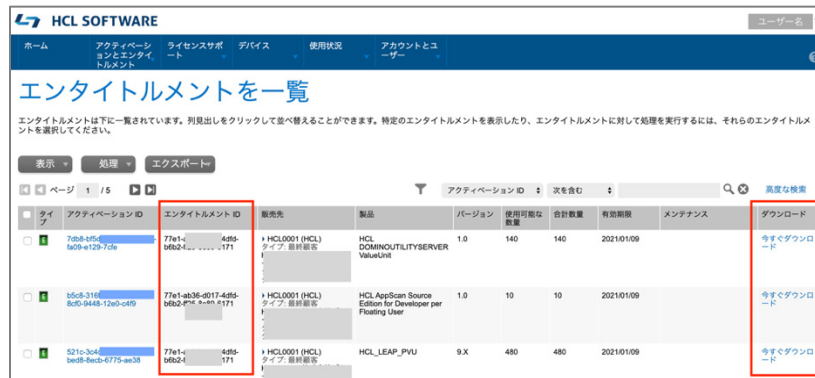 HCL SOFTWARE
ユーザー名
ホーム
アクティベーシ
ョンとエンタイ
トルメント
ライセンスサポ
ート
デバイス
使用状況
アカウントとユ
ーザー
エンタイトルメントを一覧
エンタイトルメントは下に一覧されています。列見出しをクリックして並べ替えることができます。特定のエンタイトルメントを表示したり、エンタイトルメントに対して処理を実行するには、それらのエンタイトルメ
ントを選択してください。
表示 処理 エクスポート
ページ 1 / 5 アクティベーション ID 次を含む 高度な検索
タイ
プ
アクティベーション ID エンタイトルメント ID 販売先 製品 バージョン 使用可能な
数量
合計数量 有効期限 メンテナンス ダウンロード
7db8-bf5d
fa09-e129-7cfe
77e1- 4dfd-
b6b2- 171
HCL0001 (HCL)
タイプ: 最終顧客
HCL
DOMINOUTILITYSERVER
ValueUnit
1.0 140 140 2021/01/09 今すぐダウンロ
ード
b5c8-316f
8cf0-9448-12e0-c4f9
77e1-ab36-d017-4dfd-
b6b2- 171
HCL0001 (HCL)
タイプ: 最終顧客
HCL AppScan Source
Edition for Developer per
Floating User
1.0 10 10 2021/01/09 今すぐダウンロ
ード
521c-3c4
bed8-8ecb-6775-ae38
77e1- 4dfd-
b6b2- 171
HCL0001 (HCL)
タイプ: 最終顧客
HCL_LEAP_PVU
9.X 480 480 2021/01/09 今すぐダウンロ
ード